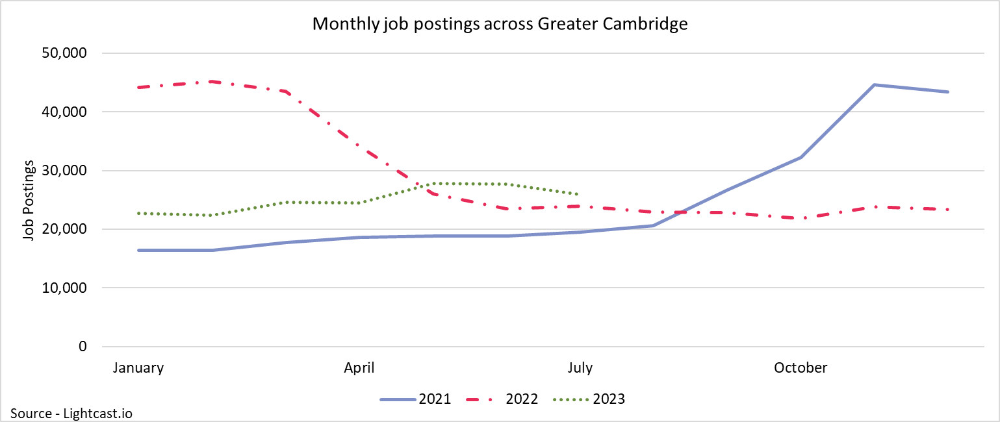 Monthly job postings across Greater Cambridge
50,000
40,000
30,000
20,000
10,000
0
Job Postings
January April July October
2021 2022 2023
Source - Lightcast.io